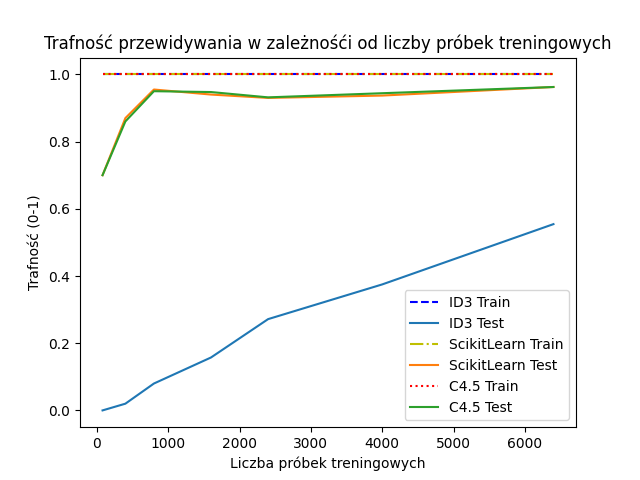 Trafność przewidywania w zależnośći od liczby próbek treningowych
1.0
0.8
0.6
0.4
0.2
0.0
Trafność (0-1)
ID3 Train
ID3 Test
ScikitLearn Train
ScikitLearn Test
C4.5 Train
C4.5 Test
0 1000 2000 3000 4000 5000 6000
Liczba próbek treningowych